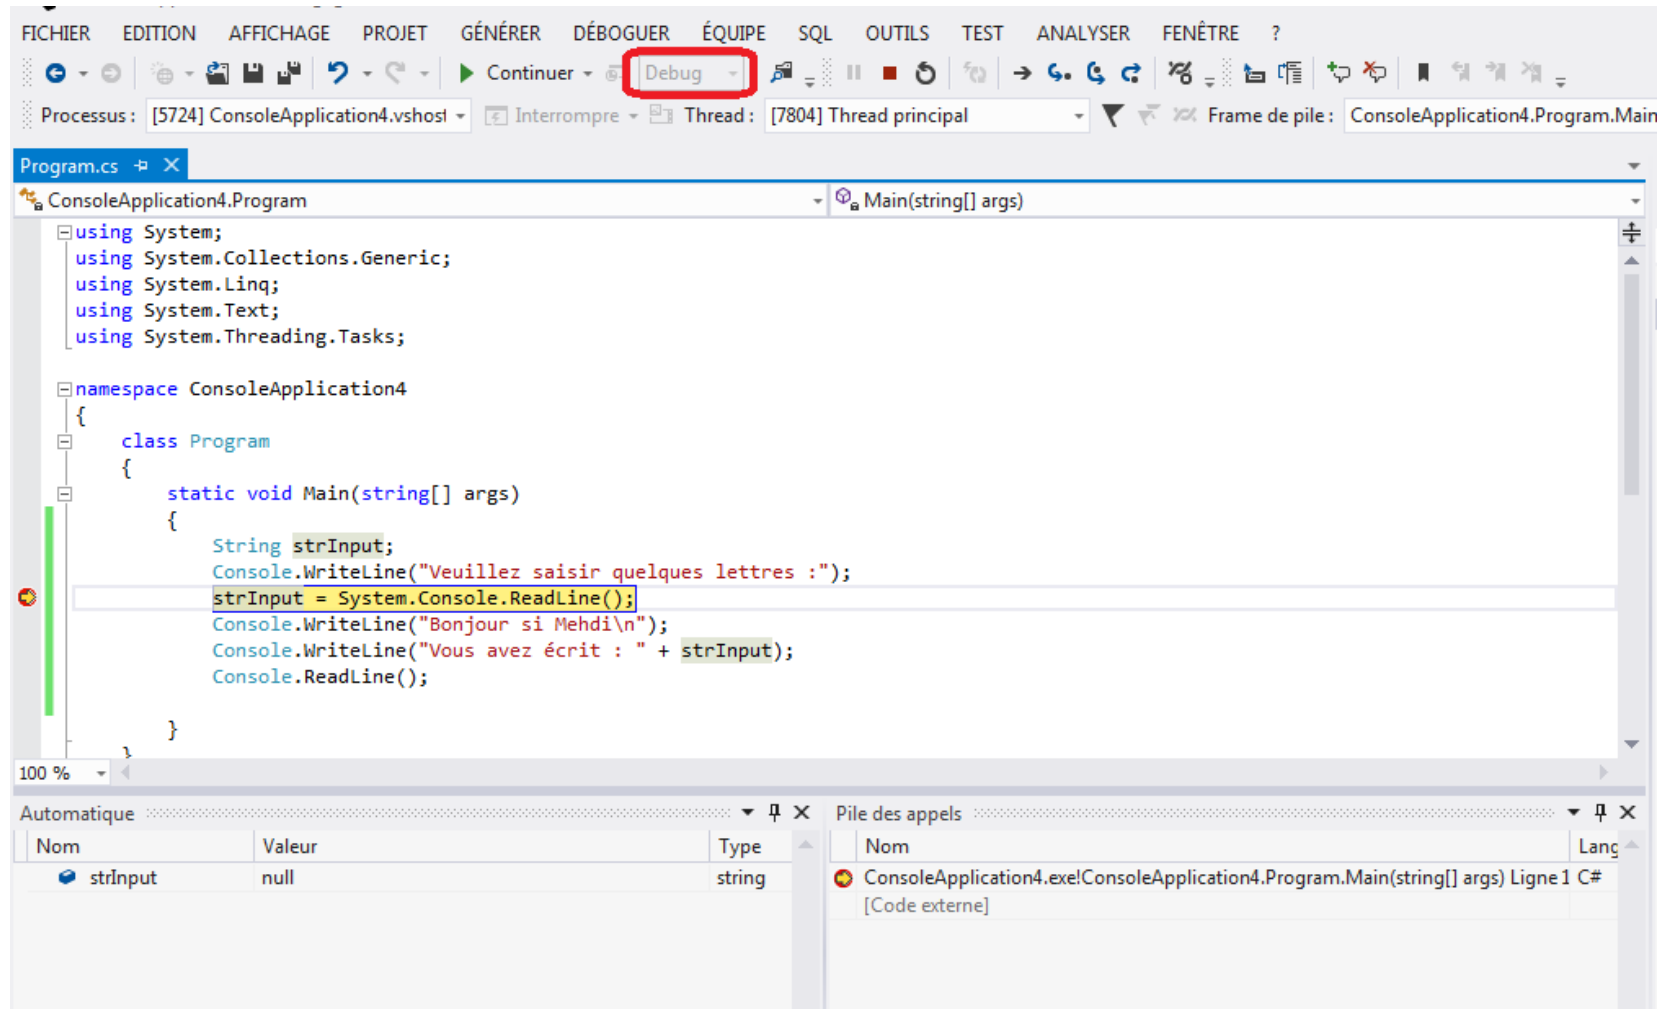 FICHIER EDITION AFFICHAGE PROJET GÉNÉRER DÉBOGUER ÉQUIPE SQL OUTILS TEST ANALYSER FENÊTRE ?
Continuer Debug
Processus : [5724] ConsoleApplication4.vshost Interrompre Thread : [7804] Thread principal Frame de pile : ConsoleApplication4.Program.Main
Program.cs
ConsoleApplication4.Program Main(string[] args)
using System;
using System.Collections.Generic;
using System.Linq;
using System.Text;
using System.Threading.Tasks;
namespace ConsoleApplication4
{
class Program
{
static void Main(string[] args)
{
String strInput;
Console.WriteLine("Veuillez saisir quelques lettres :");
strInput = System.Console.ReadLine();
Console.WriteLine("Bonjour si Mehdi\n");
Console.WriteLine("Vous avez écrit : " + strInput);
Console.ReadLine();
}
}
100 %
Automatique Pile des appels
Nom Valeur Type Nom Lang
strInput null string ConsoleApplication4.exe!ConsoleApplication4.Program.Main(string[] args) Ligne 1 C#
[Code externe]